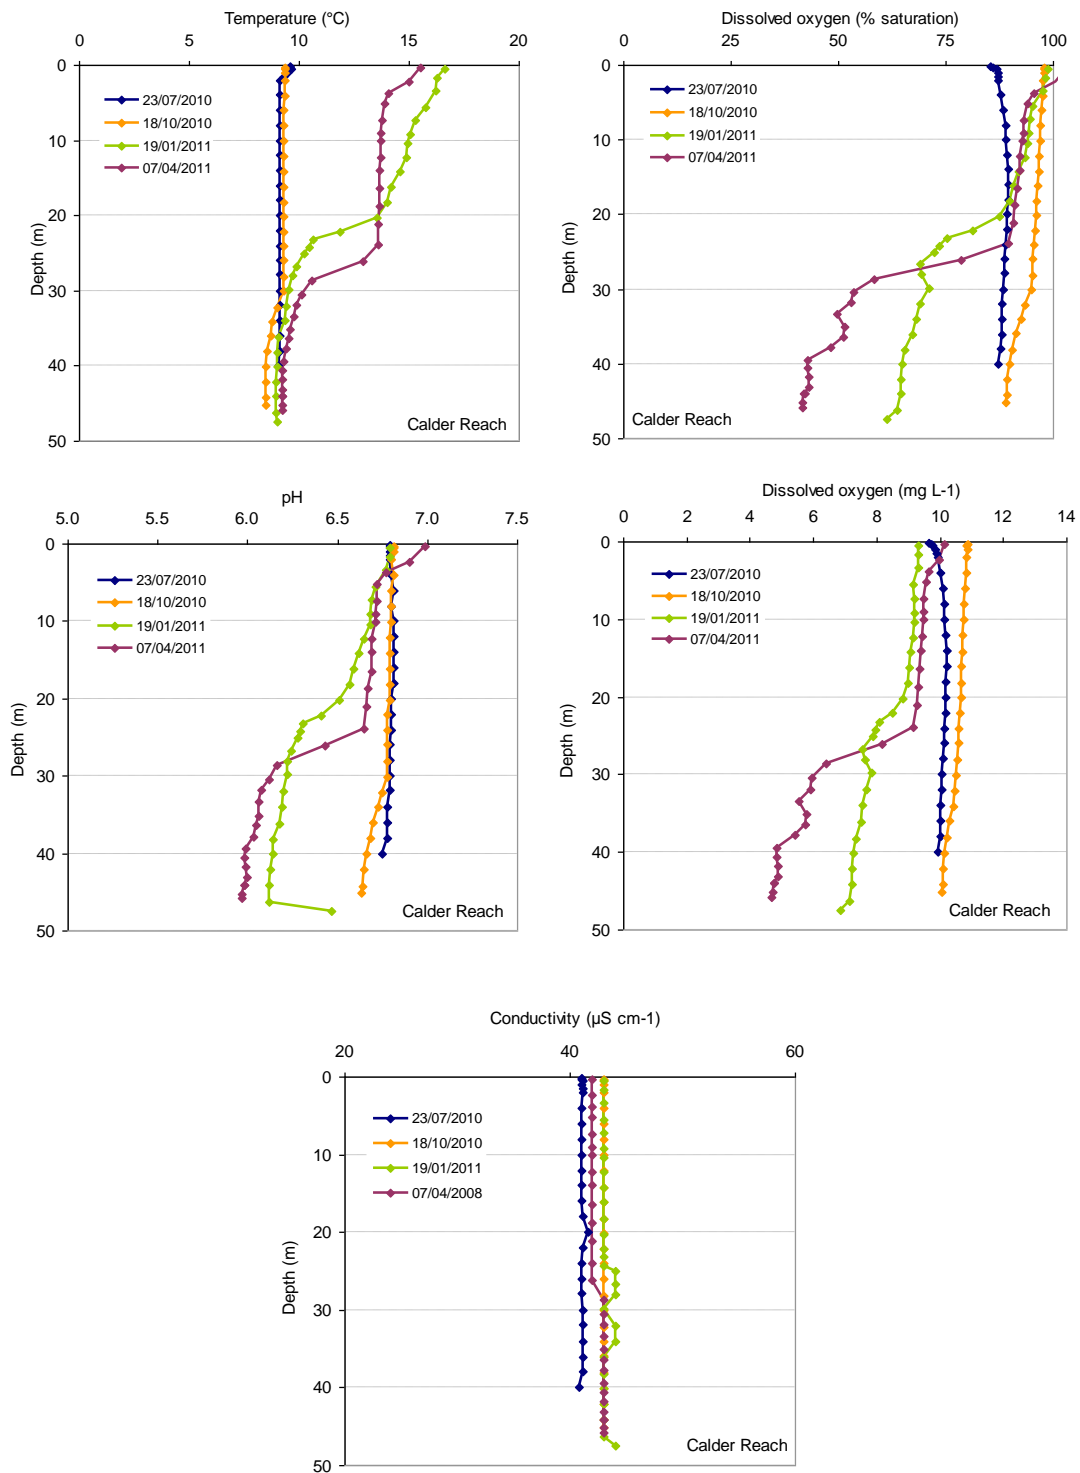 Temperature (°C)
0 5 10 15 20
0
10
20
30
40
50
Depth (m)
23/07/2010
18/10/2010
19/01/2011
07/04/2011
Calder Reach
Dissolved oxygen (% saturation)
0 25 50 75 100
0
10
20
30
40
50
Depth (m)
23/07/2010
18/10/2010
19/01/2011
07/04/2011
Calder Reach
pH
5.0 5.5 6.0 6.5 7.0 7.5
0
10
20
30
40
50
Depth (m)
23/07/2010
18/10/2010
19/01/2011
07/04/2011
Calder Reach
Dissolved oxygen (mg L-1)
0 2 4 6 8 10 12 14
0
10
20
30
40
50
Depth (m)
23/07/2010
18/10/2010
19/01/2011
07/04/2011
Calder Reach
Conductivity (µS cm-1)
20 40 60
0
10
20
30
40
50
Depth (m)
23/07/2010
18/10/2010
19/01/2011
07/04/2008
Calder Reach